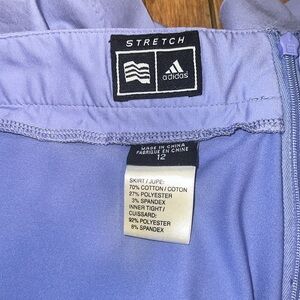 STRETCH
adidas
MADE IN CHINA
FABRIQUE EN CHINE
12
SKIRT / JUPE:
70% COTTON / COTON
27% POLYESTER
3% SPANDEX
INNER TIGHT /
CUISSARD:
92% POLYESTER
8% SPANDEX